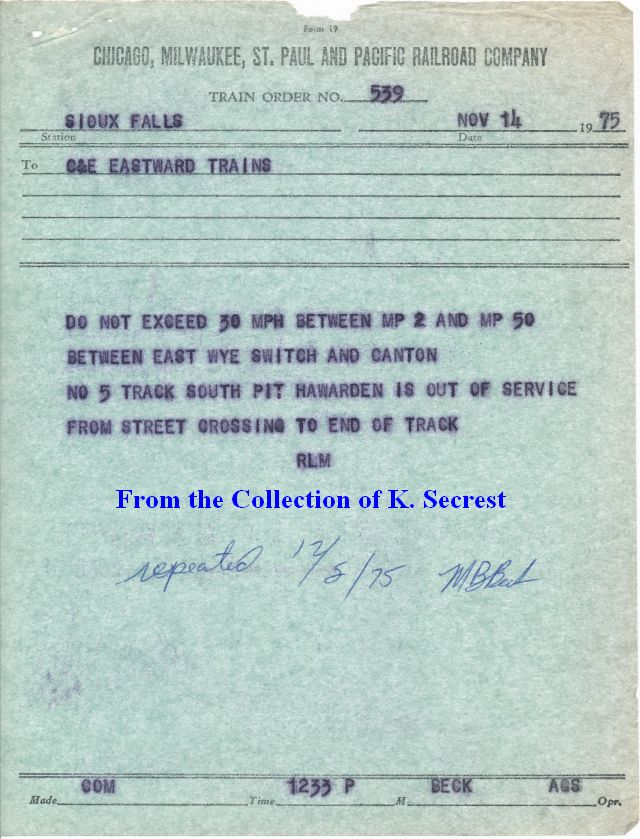 Form 19
CHICAGO, MILWAUKEE, ST. PAUL AND PACIFIC RAILROAD COMPANY
TRAIN ORDER NO. 539
SIOUX FALLS NOV 14 1975
Station Date
To C&E EASTWARD TRAINS
DO NOT EXCEED 30 MPH BETWEEN MP 2 AND MP 50
BETWEEN EAST WYE SWITCH AND CANTON
NO 5 TRACK SOUTH PIT HAWARDEN IS OUT OF SERVICE
FROM STREET CROSSING TO END OF TRACK
RLM
From the Collection of K. Secrest
repeated 12/5/75 MBBeck
COM 1233 P BECK AGS
Made Time M Opr.